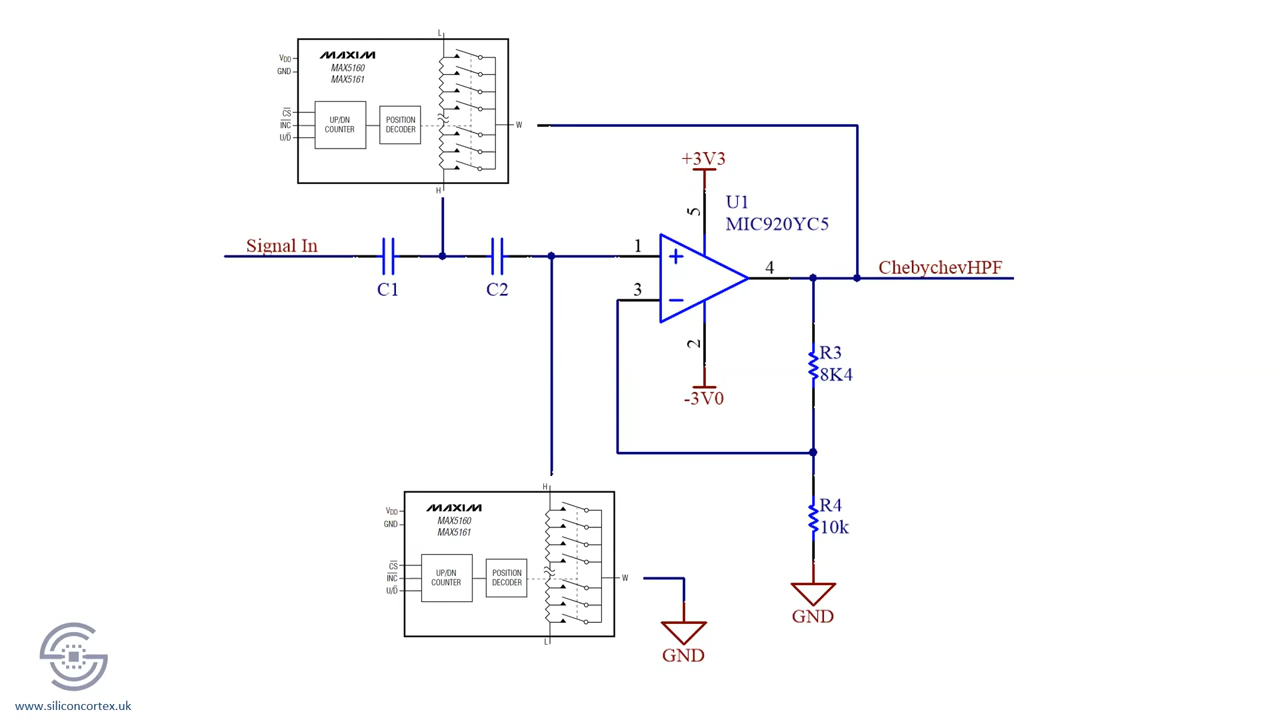 L
MAXIM
MAX5160
MAX5161
VDD
GND
CS
INC
U/D
UP/DN
COUNTER
POSITION
DECODER
W
H
+3V3
5
U1
MIC920YC5
Signal In
C1
C2
1
3
4
2
-3V0
ChebychevHPF
R3
8K4
R4
10k
GND
H
MAXIM
MAX5160
MAX5161
VDD
GND
CS
INC
U/D
UP/DN
COUNTER
POSITION
DECODER
W
L
GND
www.siliconcortex.uk